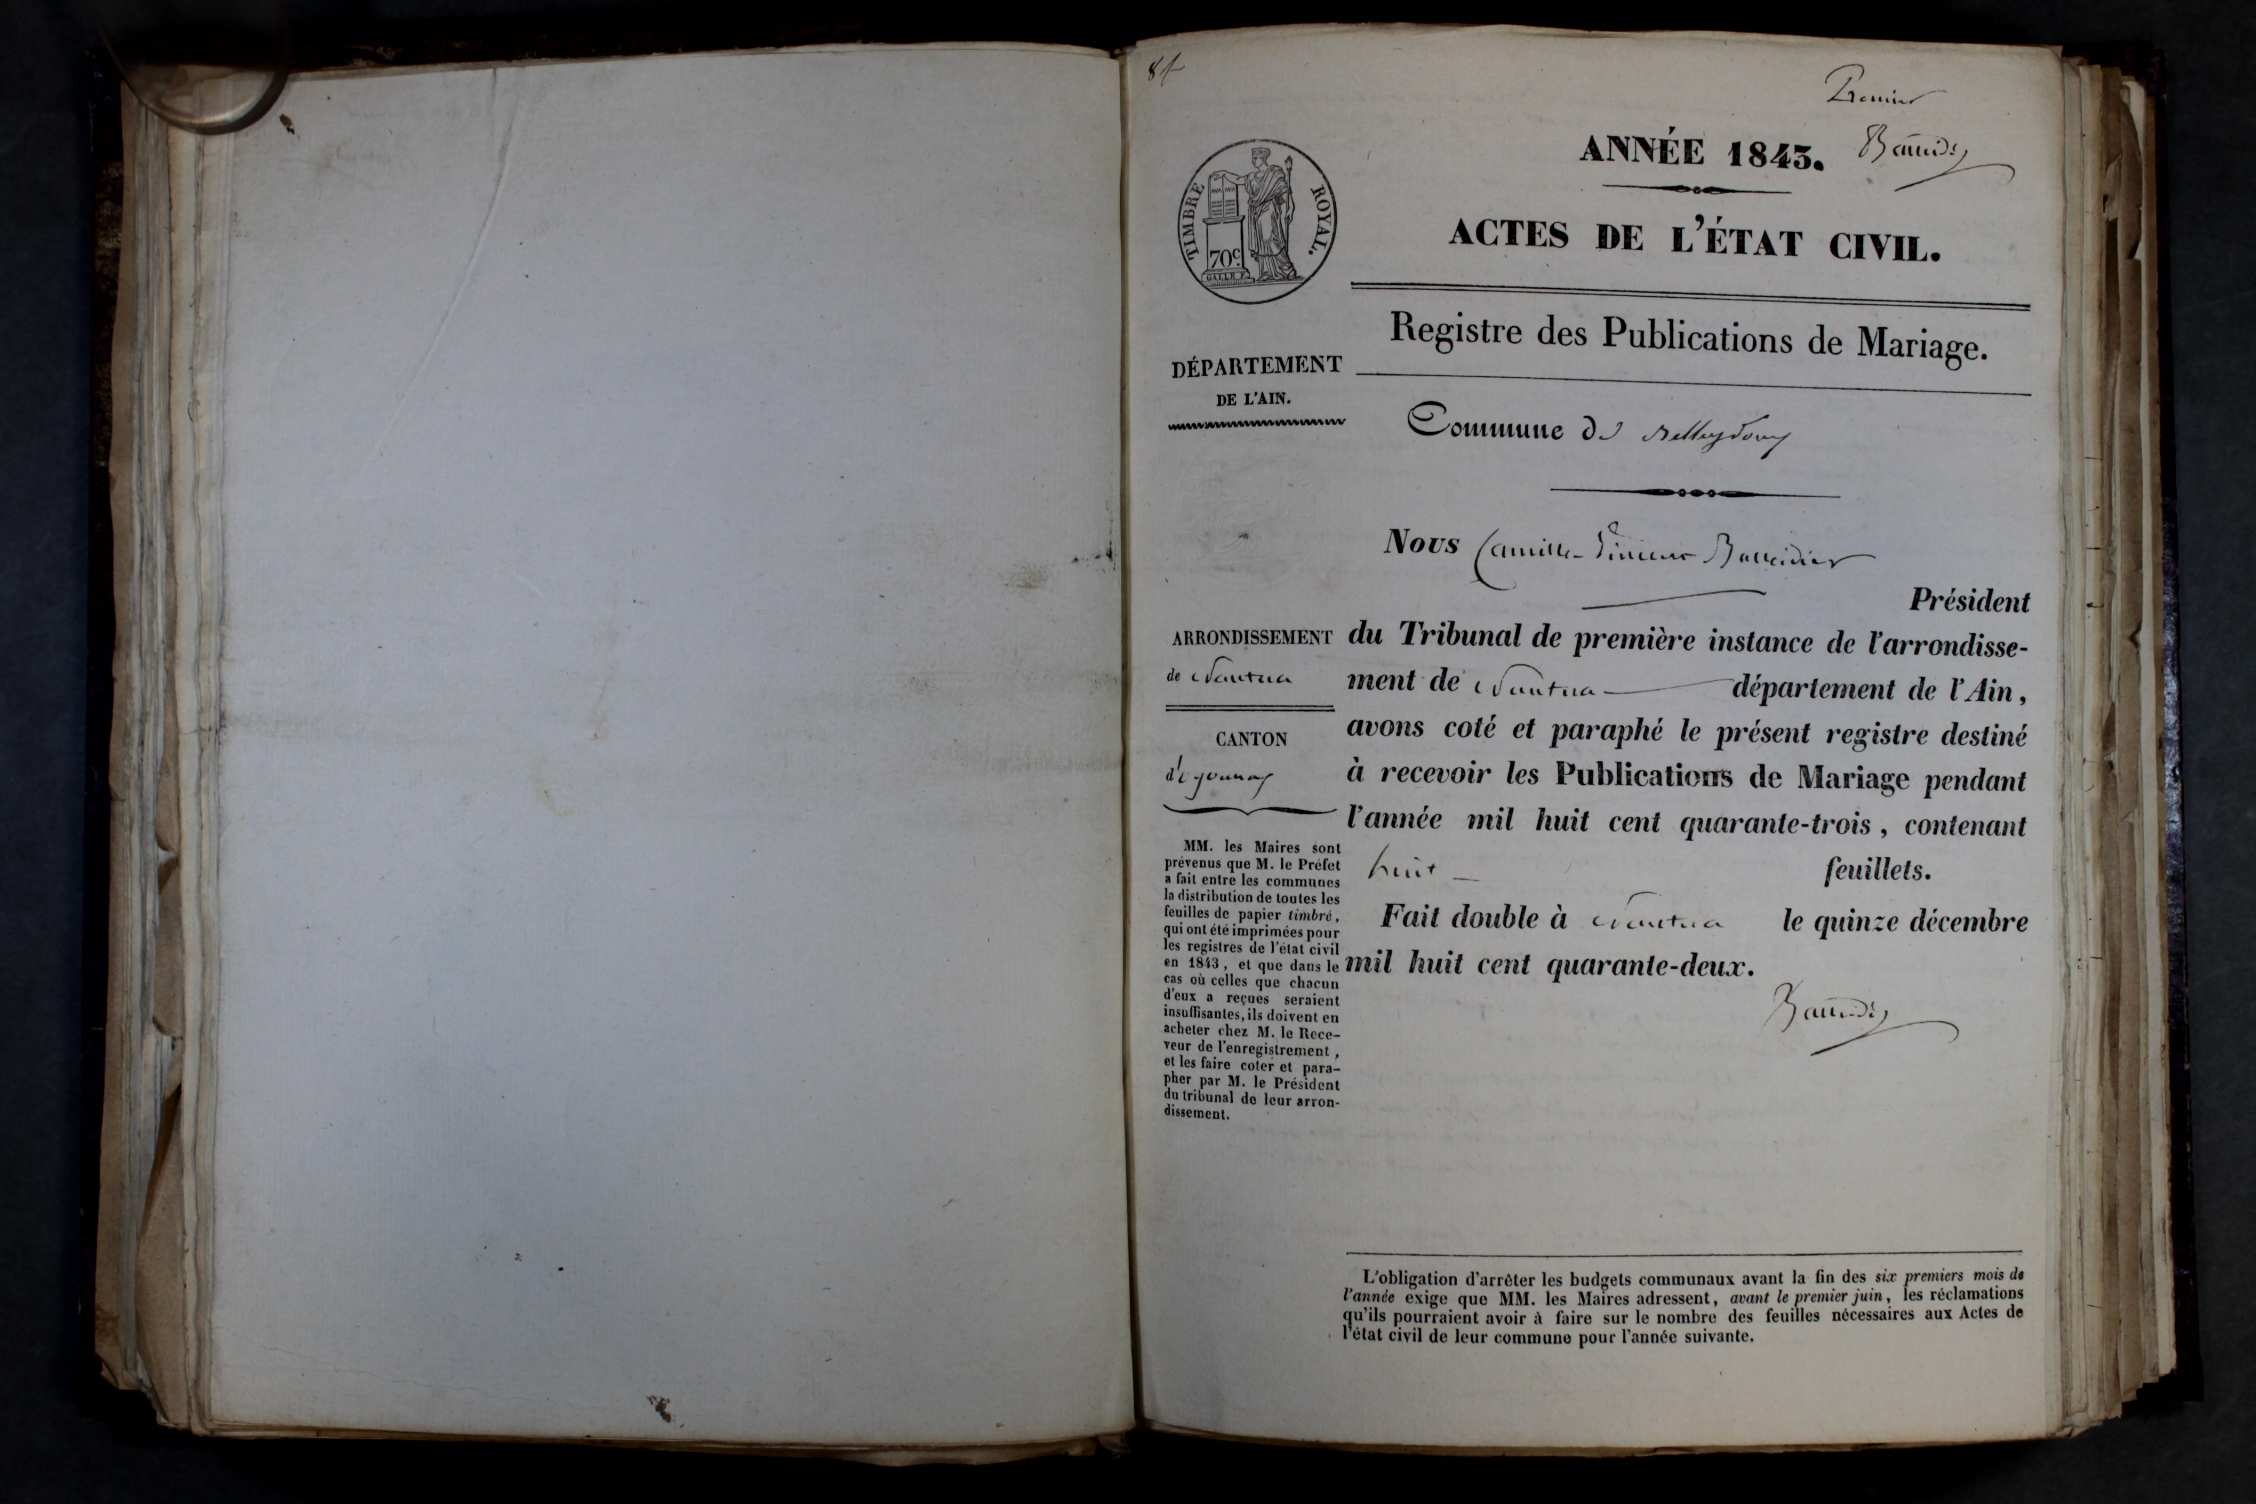 8 f
Premier
ANNÉE 1843.
ACTES DE L'ÉTAT CIVIL.
TIMBRE ROYAL.
70c.
GALLE F.
Registre des Publications de Mariage.
DÉPARTEMENT
DE L'AIN.
Commune de Belleydoux
Nous Camille-Vincent Baudier
Président
du Tribunal de première instance de l'arrondisse-
ment de Nantua département de l'Ain,
avons coté et paraphé le présent registre destiné
à recevoir les Publications de Mariage pendant
l'année mil huit cent quarante-trois, contenant
huit feuillets.
Fait double à Nantua le quinze décembre
mil huit cent quarante-deux.
ARRONDISSEMENT
de Nantua
CANTON
d'Oyonnax
MM. les Maires sont
prévenus que M. le Préfet
a fait entre les communes
la distribution de toutes les
feuilles de papier timbré,
qui ont été imprimées pour
les registres de l'état civil
en 1843, et que dans le
cas où celles que chacun
d'eux a reçues seraient
insuffisantes, ils doivent en
acheter chez M. le Rece-
veur de l'enregistrement,
et les faire coter et para-
pher par M. le Président
du tribunal de leur arron-
dissement.
L'obligation d'arrêter les budgets communaux avant la fin des six premiers mois de
l'année exige que MM. les Maires adressent, avant le premier juin, les réclamations
qu'ils pourraient avoir à faire sur le nombre des feuilles nécessaires aux Actes de
l'état civil de leur commune pour l'année suivante.